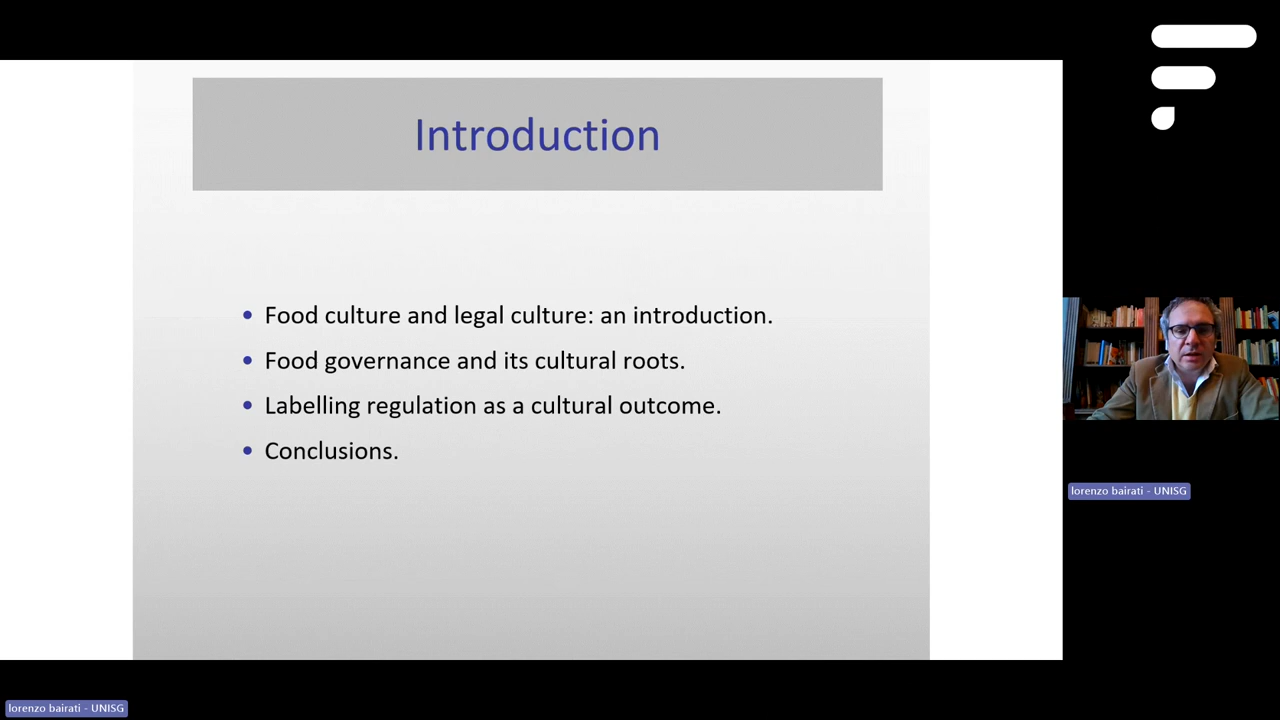 Introduction
• Food culture and legal culture: an introduction.
• Food governance and its cultural roots.
• Labelling regulation as a cultural outcome.
• Conclusions.
lorenzo bairati - UNISG
lorenzo bairati - UNISG